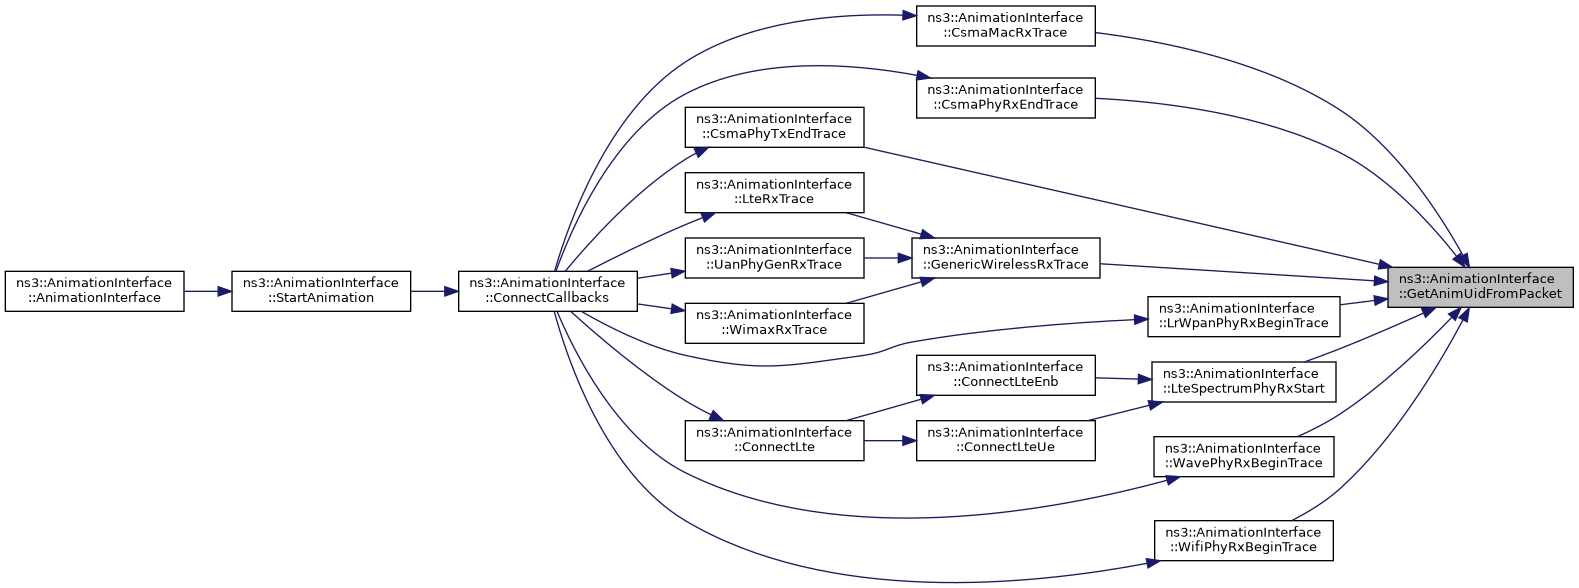 ns3::AnimationInterface
::CsmaMacRxTrace
ns3::AnimationInterface
::CsmaPhyRxEndTrace
ns3::AnimationInterface
::CsmaPhyTxEndTrace
ns3::AnimationInterface
::LteRxTrace
ns3::AnimationInterface
::UanPhyGenRxTrace
ns3::AnimationInterface
::GenericWirelessRxTrace
ns3::AnimationInterface
::AnimationInterface
ns3::AnimationInterface
::StartAnimation
ns3::AnimationInterface
::ConnectCallbacks
ns3::AnimationInterface
::GetAnimUidFromPacket
ns3::AnimationInterface
::WimaxRxTrace
ns3::AnimationInterface
::LrWpanPhyRxBeginTrace
ns3::AnimationInterface
::ConnectLteEnb
ns3::AnimationInterface
::LteSpectrumPhyRxStart
ns3::AnimationInterface
::ConnectLte
ns3::AnimationInterface
::ConnectLteUe
ns3::AnimationInterface
::WavePhyRxBeginTrace
ns3::AnimationInterface
::WifiPhyRxBeginTrace